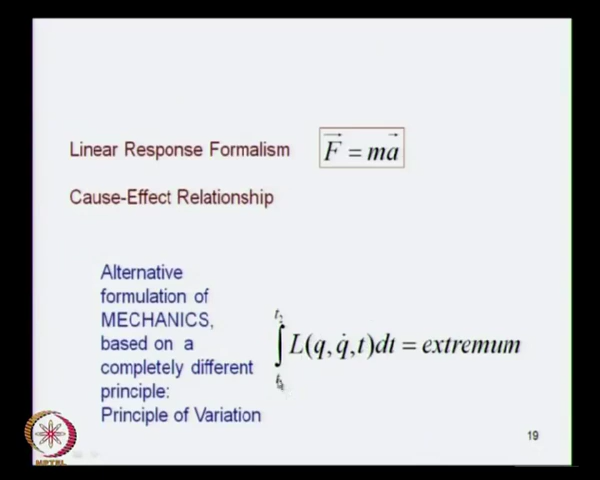 Linear Response Formalism F = ma
Cause-Effect Relationship
Alternative
formulation of
MECHANICS,
based on a
completely different
principle:
Principle of Variation
∫ L(q, q̇, t)dt = extremum
t₂
t₁
19
NPTEL